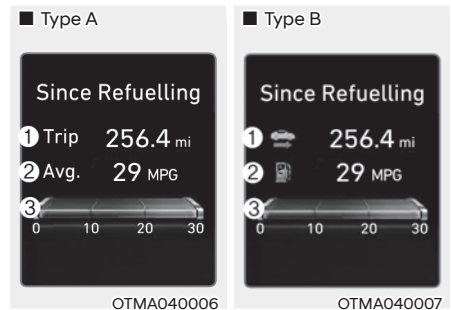 ■ Type A
Since Refuelling
1 Trip 256.4 mi
2 Avg. 29 MPG
3
0 10 20 30
OTMA040006
■ Type B
Since Refuelling
1 256.4 mi
2 29 MPG
3
0 10 20 30
OTMA040007